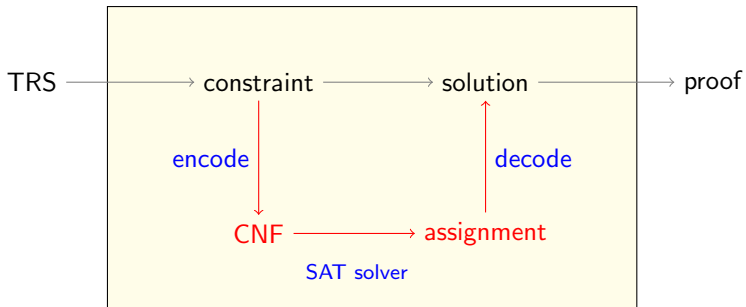 TRS constraint solution proof
encode decode
CNF assignment
SAT solver